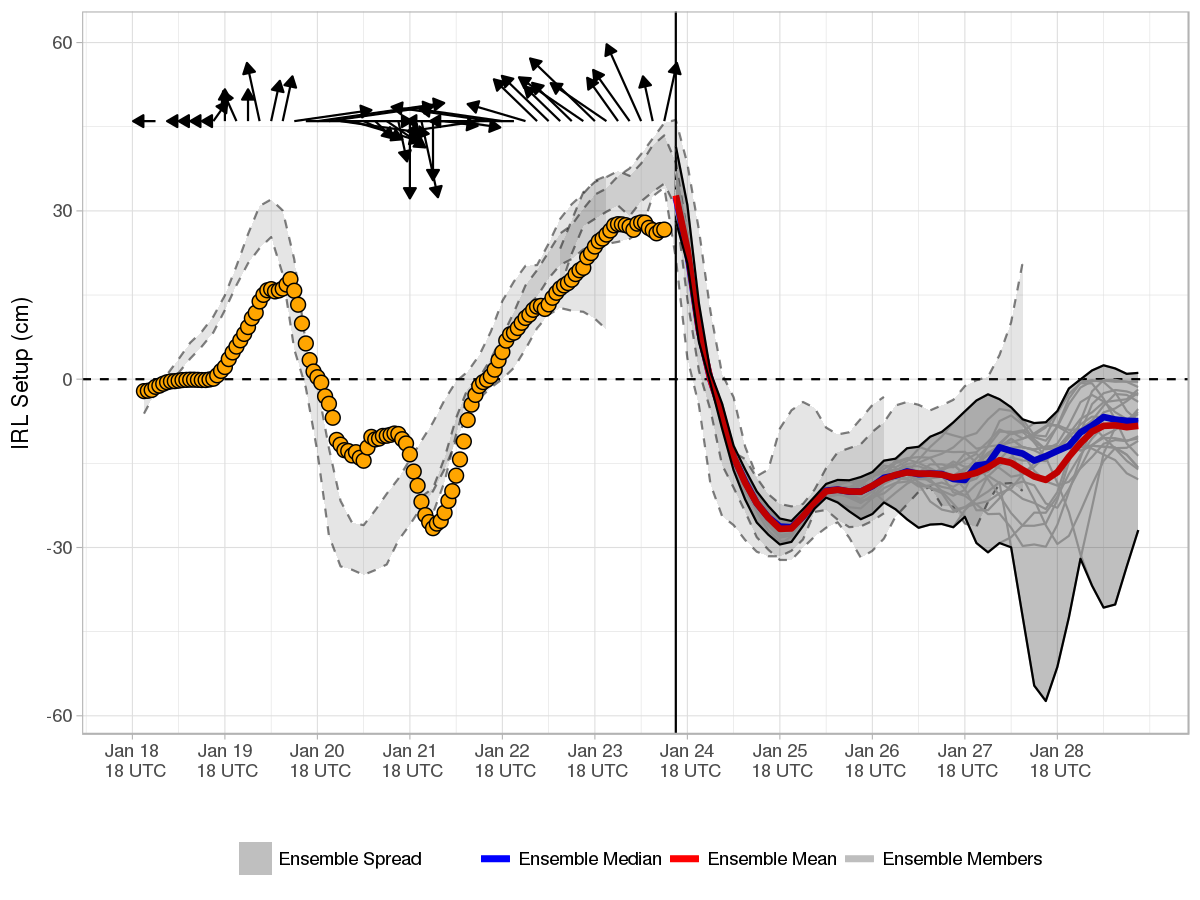 IRL Setup (cm)
60
30
0
-30
-60
Jan 18 Jan 19 Jan 20 Jan 21 Jan 22 Jan 23 Jan 24 Jan 25 Jan 26 Jan 27 Jan 28
18 UTC 18 UTC 18 UTC 18 UTC 18 UTC 18 UTC 18 UTC 18 UTC 18 UTC 18 UTC 18 UTC
Ensemble Spread Ensemble Median Ensemble Mean Ensemble Members